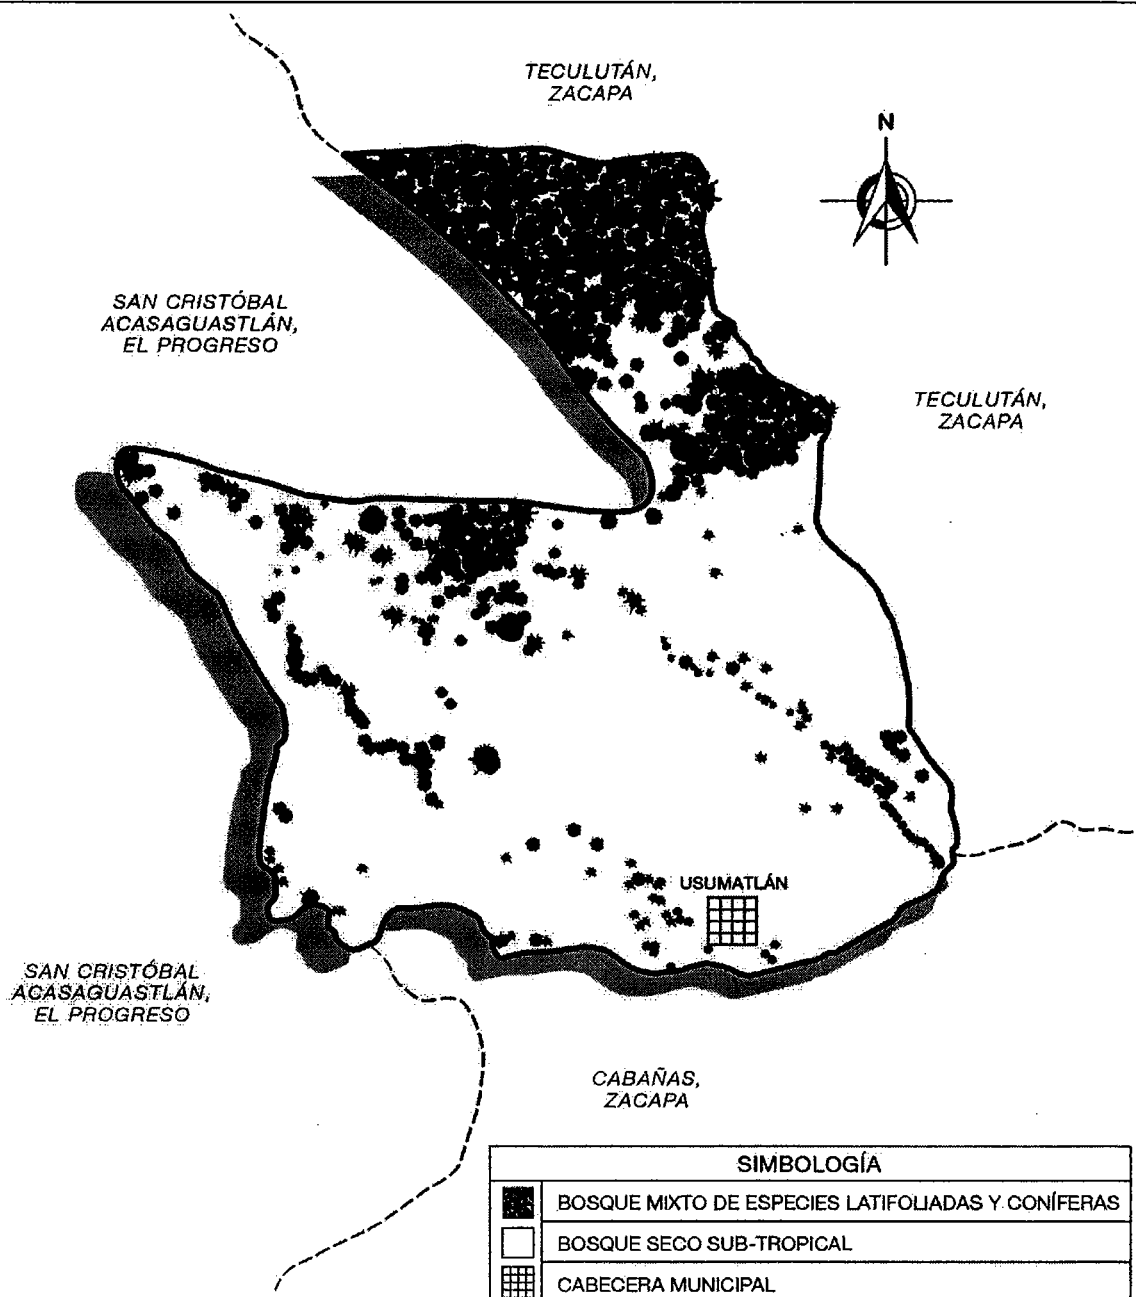 TECULUTÁN,
ZACAPA
N
SAN CRISTÓBAL
ACASAGUASTLÁN,
EL PROGRESO
TECULUTÁN,
ZACAPA
USUMATLÁN
SAN CRISTÓBAL
ACASAGUASTLÁN,
EL PROGRESO
CABAÑAS,
ZACAPA
SIMBOLOGÍA
BOSQUE MIXTO DE ESPECIES LATIFOLIADAS Y CONÍFERAS
BOSQUE SECO SUB-TROPICAL
CABECERA MUNICIPAL